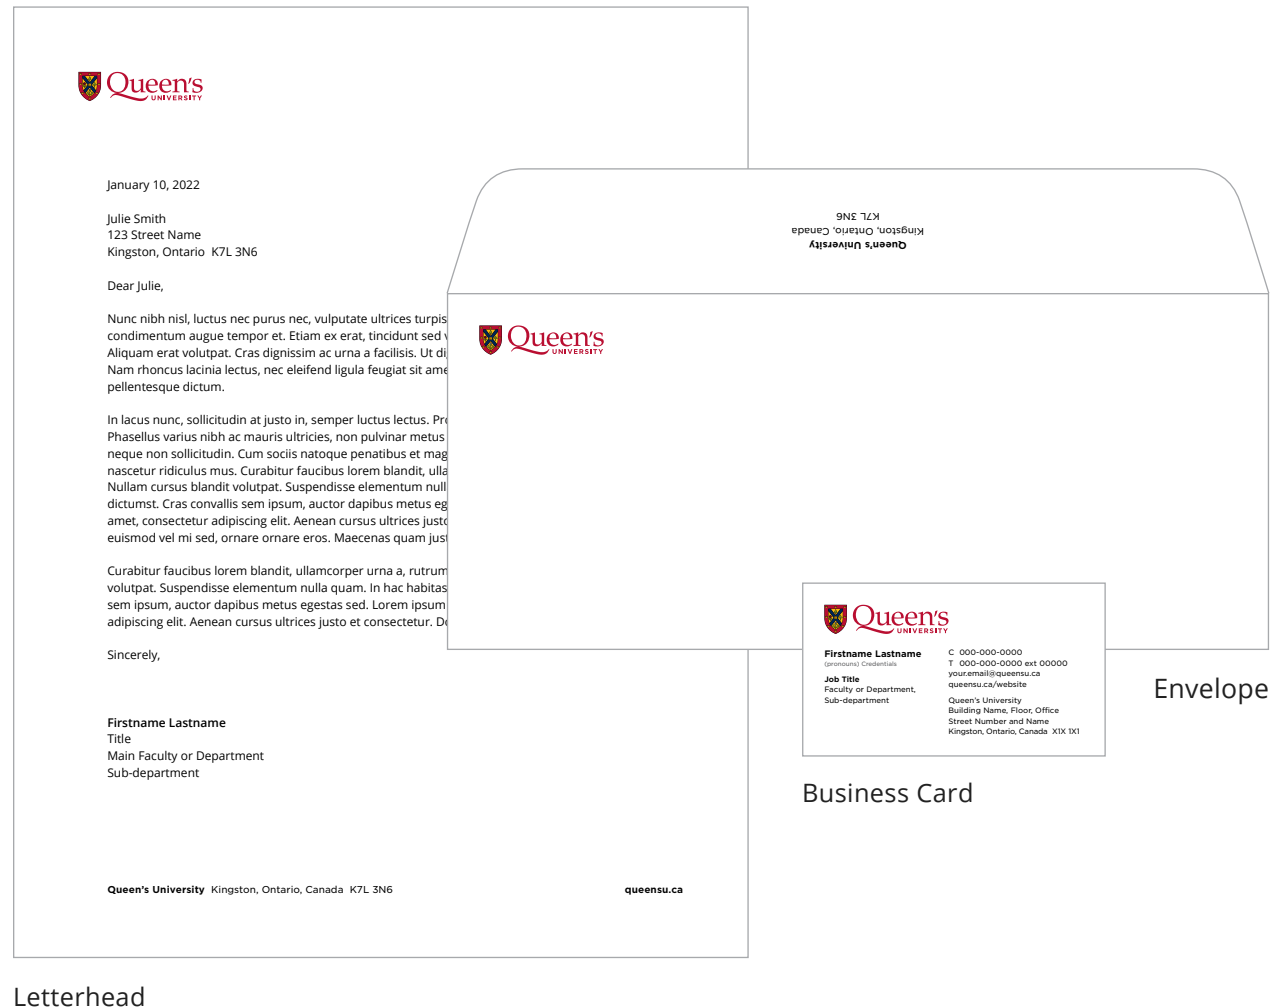 Queen's
UNIVERSITY
January 10, 2022
Julie Smith
123 Street Name
Kingston, Ontario  K7L 3N6
Dear Julie,
Nunc nibh nisl, luctus nec purus nec, vulputate ultrices turpis
condimentum augue tempor et. Etiam ex erat, tincidunt sed
Aliquam erat volutpat. Cras dignissim ac urna a facilisis. Ut
Nam rhoncus lacinia lectus, nec eleifend ligula feugiat sit
pellentesque dictum.
In lacus nunc, sollicitudin at justo in, semper luctus lectus.
Phasellus varius nibh ac mauris ultricies, non pulvinar metus
neque non sollicitudin. Cum sociis natoque penatibus et
nascetur ridiculus mus. Curabitur faucibus lorem blandit,
Nullam cursus blandit volutpat. Suspendisse elementum
dictumst. Cras convallis sem ipsum, auctor dapibus metus
amet, consectetur adipiscing elit. Aenean cursus ultrices
euismod vel mi sed, ornare ornare eros. Maecenas quam
Curabitur faucibus lorem blandit, ullamcorper urna a, rutrum
volutpat. Suspendisse elementum nulla quam. In hac
sem ipsum, auctor dapibus metus egestas sed. Lorem ipsum
adipiscing elit. Aenean cursus ultrices justo et consectetur.
Sincerely,
Firstname Lastname
Title
Main Faculty or Department
Sub-department
Queen's University  Kingston, Ontario, Canada  K7L 3N6
queensu.ca
Letterhead
Queen's University
Kingston, Ontario, Canada
K7L 3N6
Queen's
UNIVERSITY
Envelope
Queen's
UNIVERSITY
Firstname Lastname
(pronouns) Credentials
Job Title
Faculty or Department,
Sub-department
C  000-000-0000
T  000-000-0000 ext 00000
your.email@queensu.ca
queensu.ca/website
Queen's University
Building Name, Floor, Office
Street Number and Name
Kingston, Ontario, Canada  X1X 1X1
Business Card